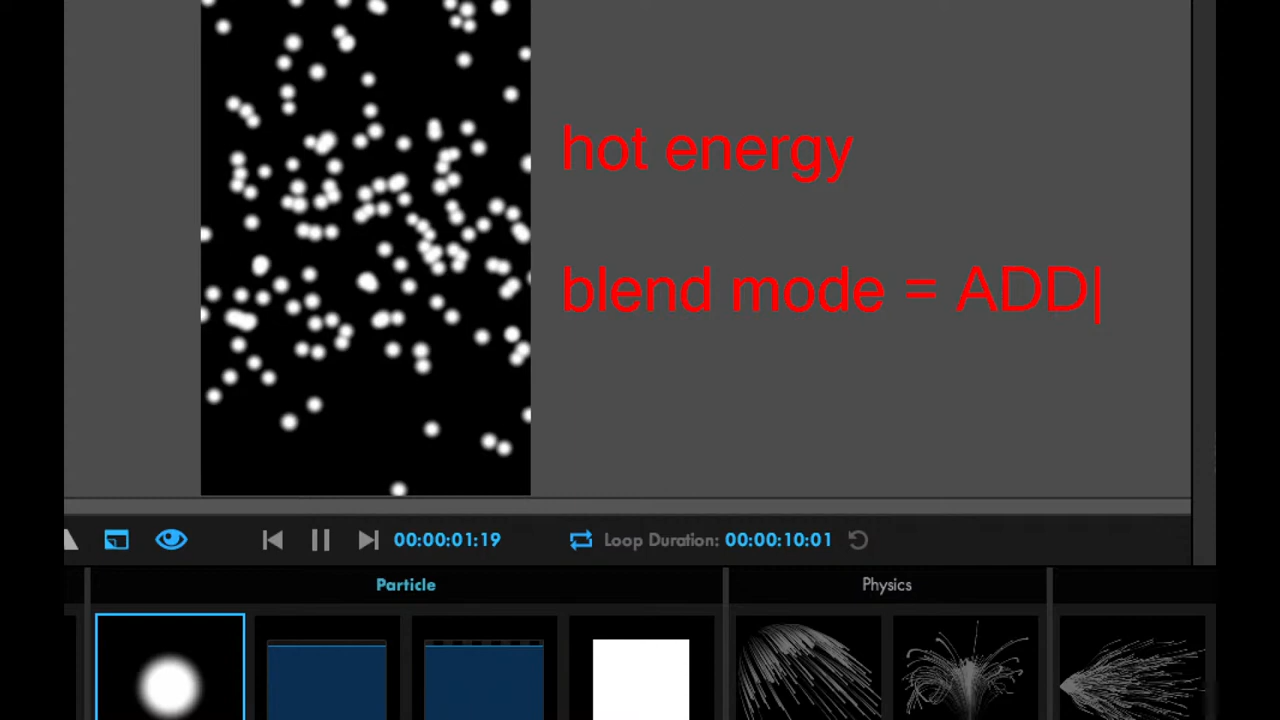 hot energy
blend mode = ADD
00:00:01:19
Loop Duration: 00:00:10:01
Particle
Physics